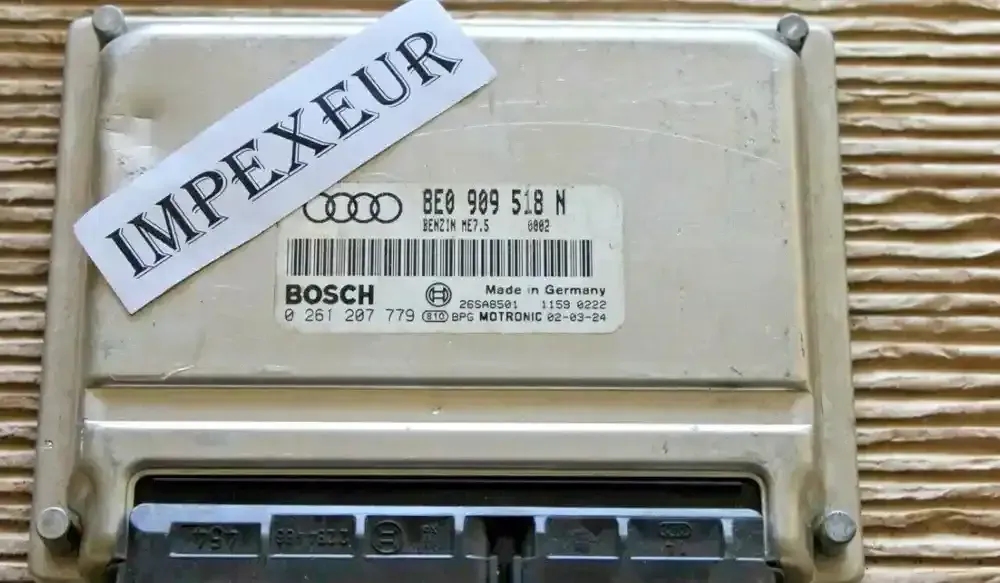 IMPEXEUR
8E0 909 518 N
BENZIN ME7.5 0002
BOSCH
Made in Germany
26SA8501 1159 0222
0 261 207 779 810 BPG MOTRONIC 02-03-24